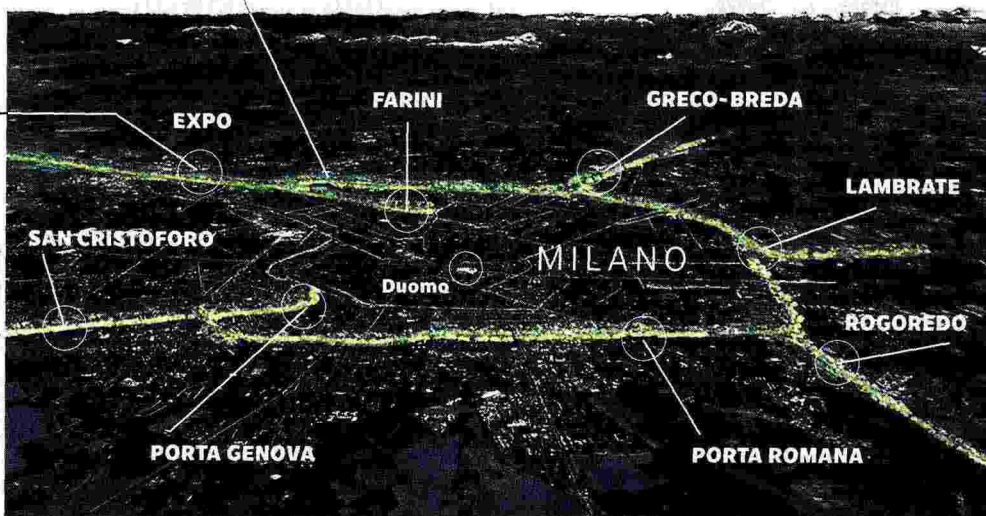 FARINI
GRECO-BREDA
EXPO
LAMBRATE
SAN CRISTOFORO
MILANO
Duomo
ROGOREDO
PORTA GENOVA
PORTA ROMANA